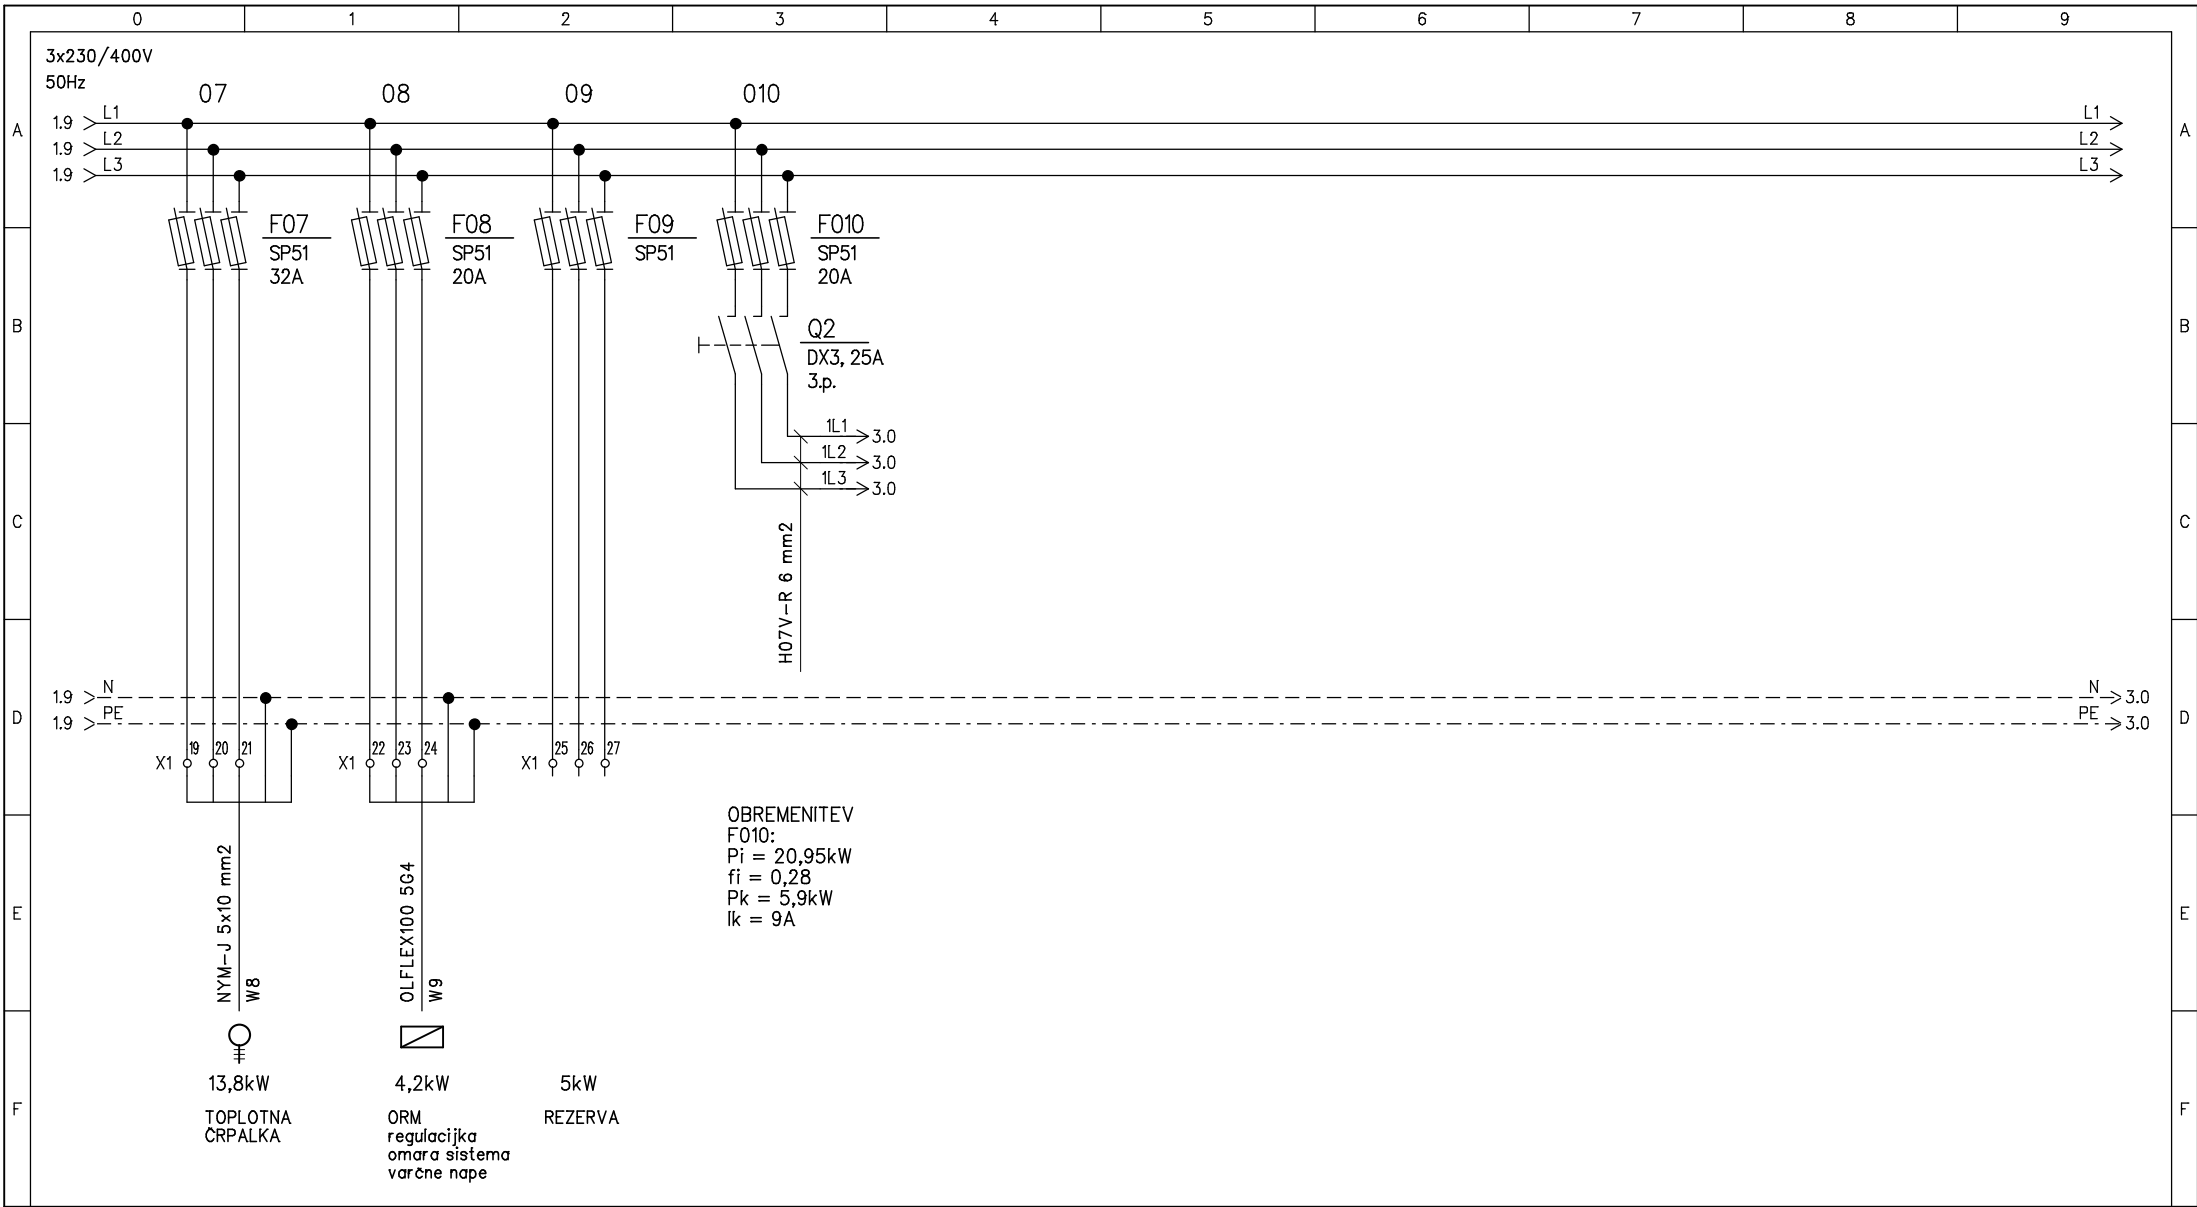 0 1 2 3 4 5 6 7 8 9
3x230/400V
50Hz
07 08 09 010
A 1.9 L1 L1 A
1.9 L2 L2
1.9 L3 L3
F07 F08 F09 F010
SP51 SP51 SP51 SP51
32A 20A 20A
B Q2 B
DX3, 25A
3.p.
1L1 3.0
1L2 3.0
1L3 3.0
C C
H07V-R 6 mm2
1.9 N N 3.0
D 1.9 PE PE 3.0 D
X1 19 20 21 X1 22 23 24 X1 25 26 27
OBREMENITEV
F010:
Pi = 20,95kW
fi = 0,28
Pk = 5,9kW
Ik = 9A
E E
NYM-J 5x10 mm2
W8
OLFLEX100 5G4
W9
13,8kW 4,2kW 5kW
F F
TOPLOTNA
ČRPALKA
ORM
regulacijka
omara sistema
varčne nape
REZERVA